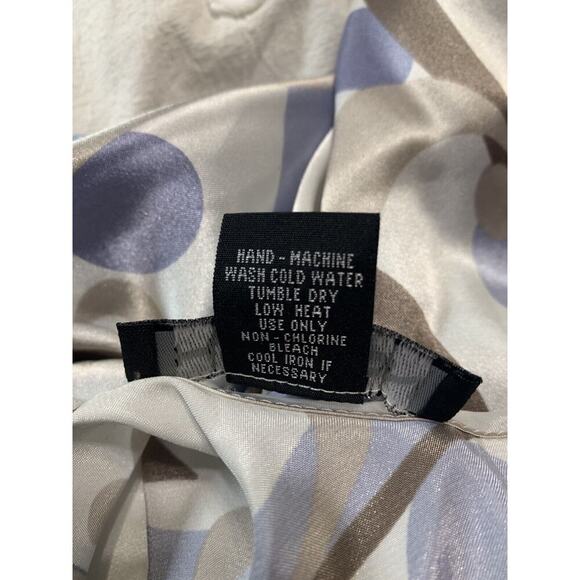 HAND - MACHINE
WASH COLD WATER
TUMBLE DRY
LOW HEAT
USE ONLY
NON - CHLORINE
BLEACH
COOL IRON IF
NECESSARY